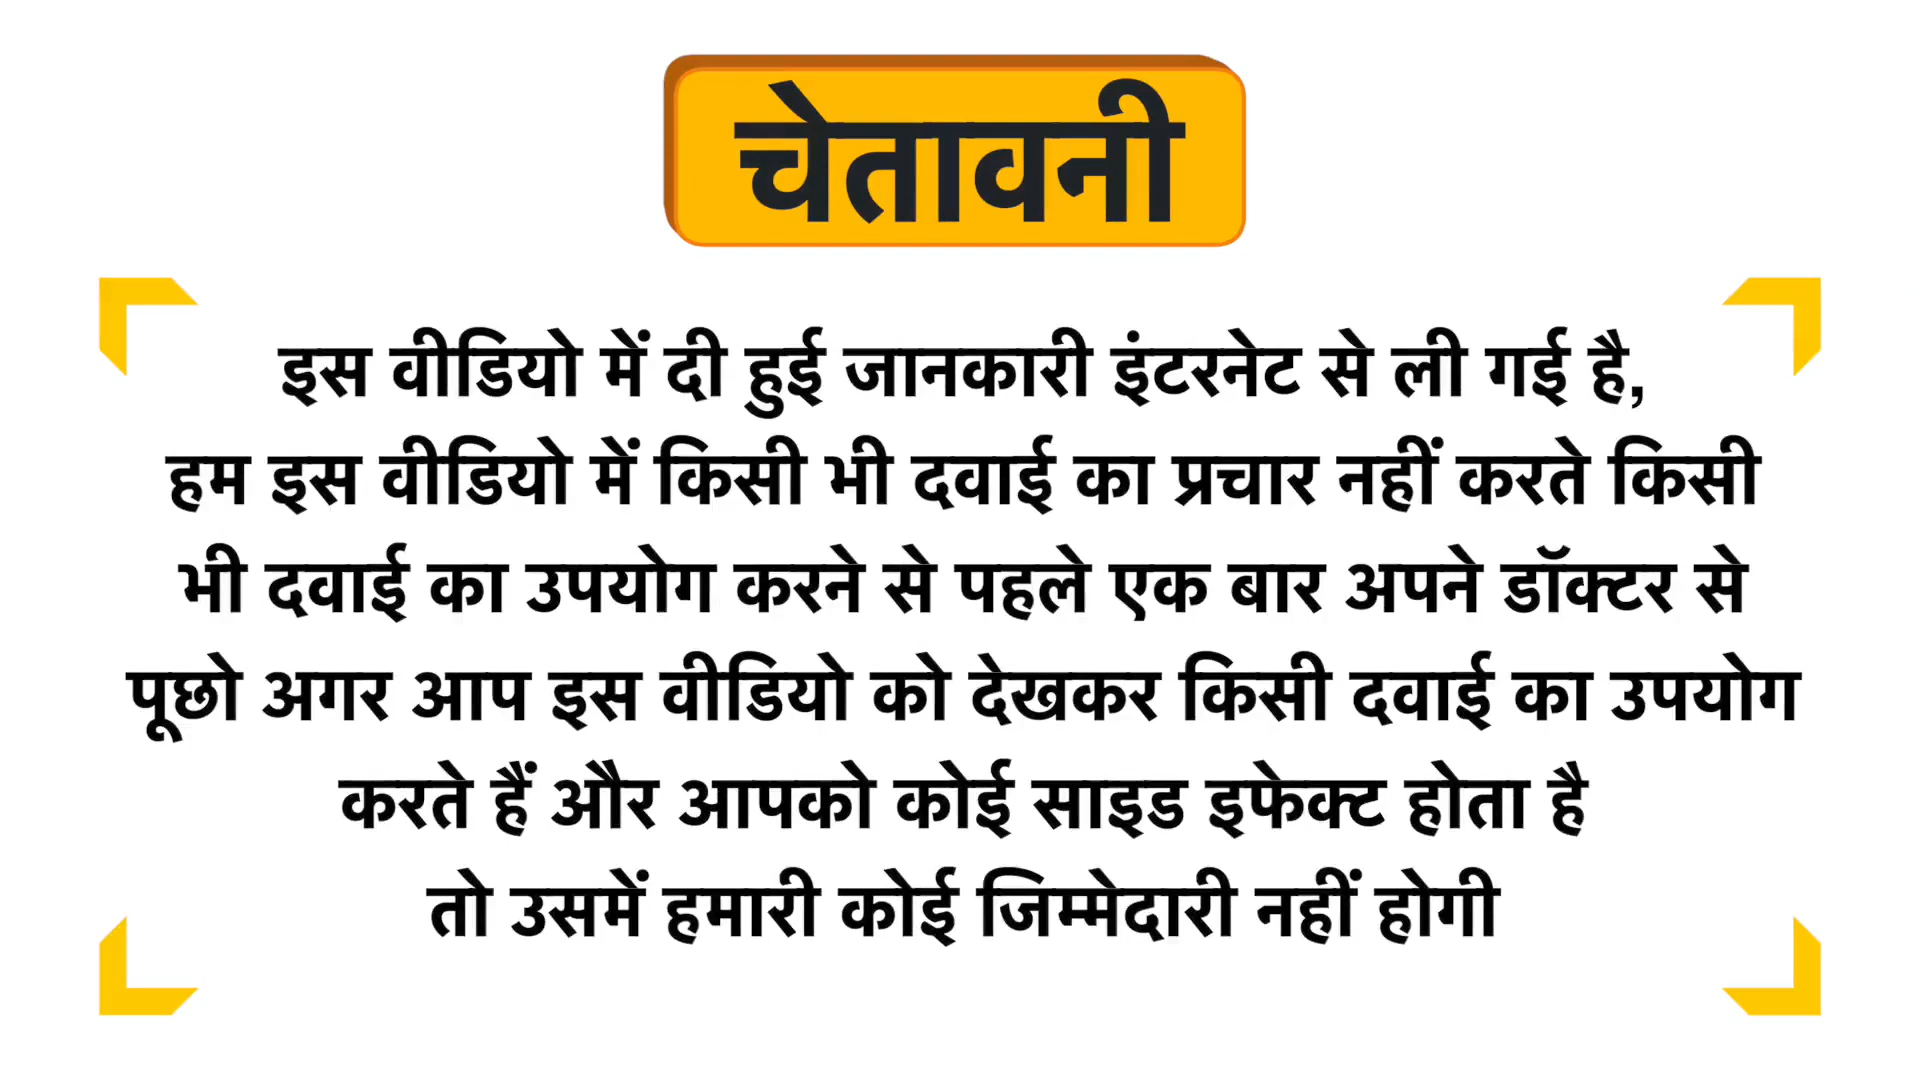 चेतावनी
इस वीडियो में दी हुई जानकारी इंटरनेट से ली गई है,
हम इस वीडियो में किसी भी दवाई का प्रचार नहीं करते किसी
भी दवाई का उपयोग करने से पहले एक बार अपने डॉक्टर से
पूछो अगर आप इस वीडियो को देखकर किसी दवाई का उपयोग
करते हैं और आपको कोई साइड इफेक्ट होता है
तो उसमें हमारी कोई जिम्मेदारी नहीं होगी